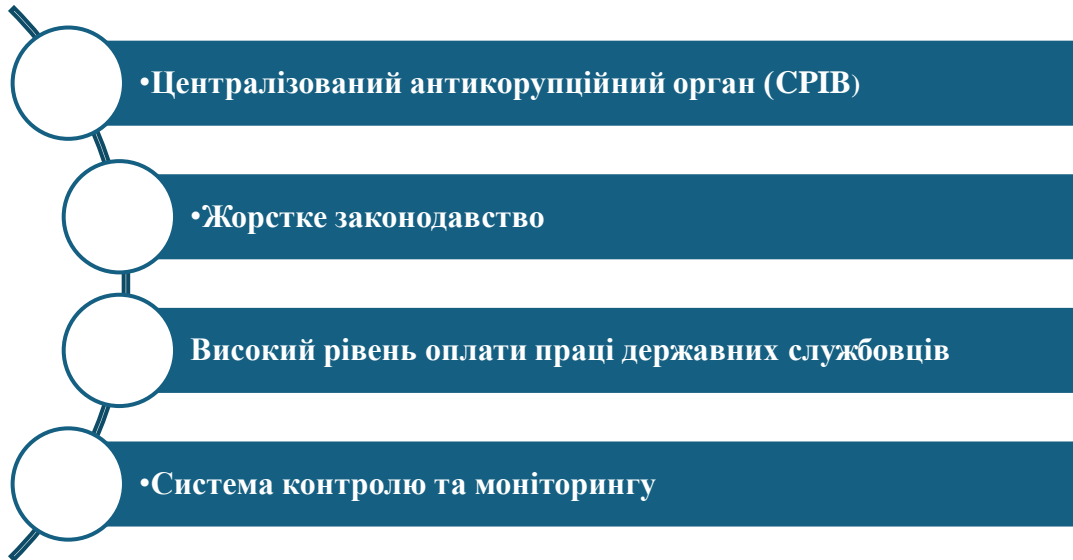 •Централізований антикорупційний орган (CPIB)
•Жорстке законодавство
Високий рівень оплати праці державних службовців
•Система контролю та моніторингу